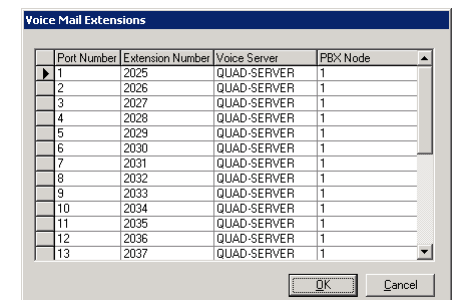 Voice Mail Extensions
Port Number Extension Number Voice Server PBX Node
1 2025 QUAD-SERVER 1
2 2026 QUAD-SERVER 1
3 2027 QUAD-SERVER 1
4 2028 QUAD-SERVER 1
5 2029 QUAD-SERVER 1
6 2030 QUAD-SERVER 1
7 2031 QUAD-SERVER 1
8 2032 QUAD-SERVER 1
9 2033 QUAD-SERVER 1
10 2034 QUAD-SERVER 1
11 2035 QUAD-SERVER 1
12 2036 QUAD-SERVER 1
13 2037 QUAD-SERVER 1
OK Cancel